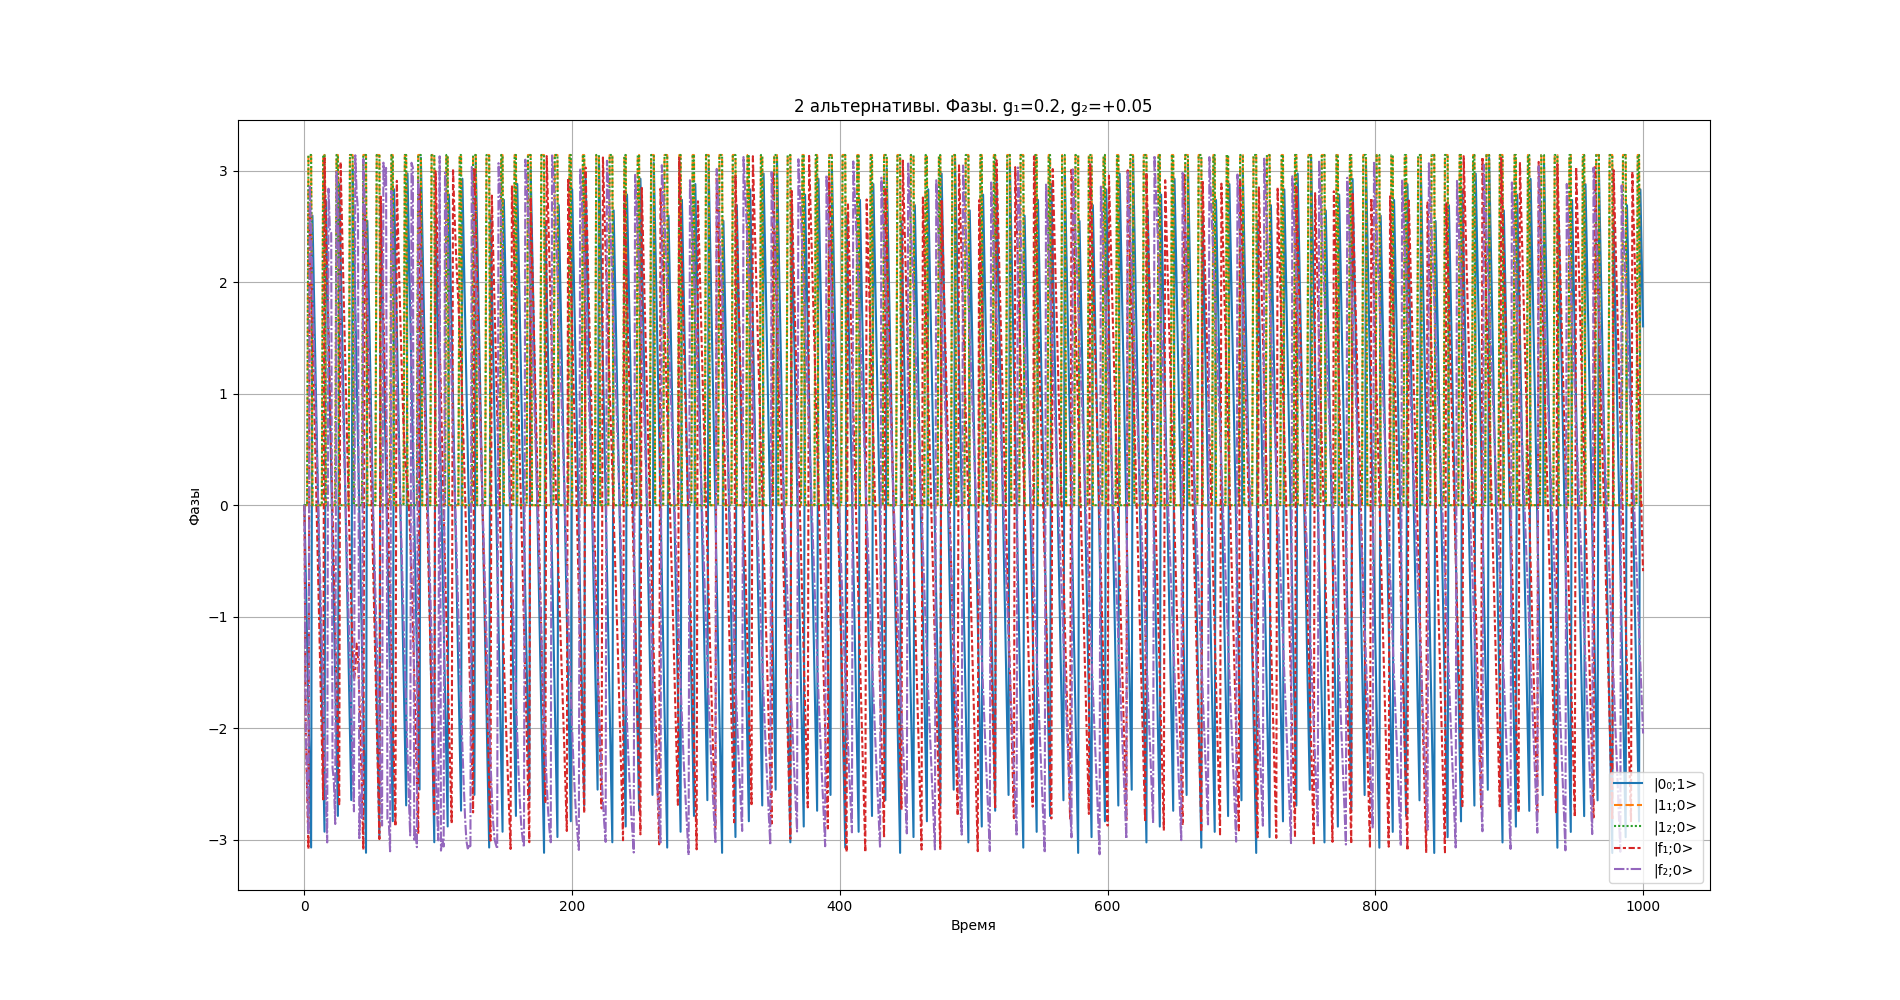 2 альтернативы. Фазы. g₁=0.2, g₂=+0.05
Фазы
3
2
1
0
−1
−2
−3
0 200 400 600 800 1000
Время
|0₀;1>
|1₁;0>
|1₂;0>
|f₁;0>
|f₂;0>